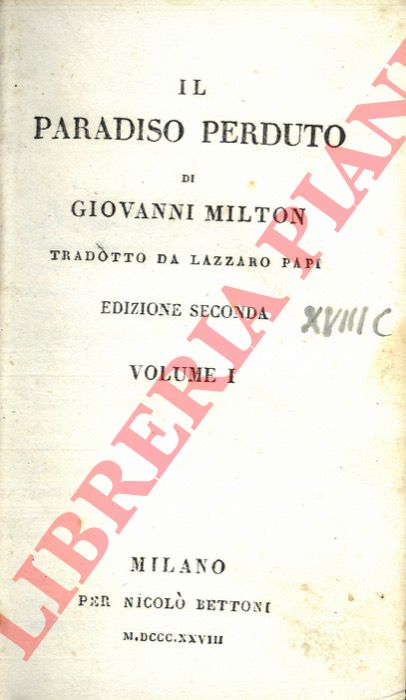 IL
PARADISO PERDUTO
DI
GIOVANNI MILTON
TRADOTTO DA LAZZARO PAPI
EDIZIONE SECONDA
XVIII C
VOLUME I
MILANO
PER NICOLÒ BETTONI
M.DCCC.XXVIII
LIBRERIA PIANI